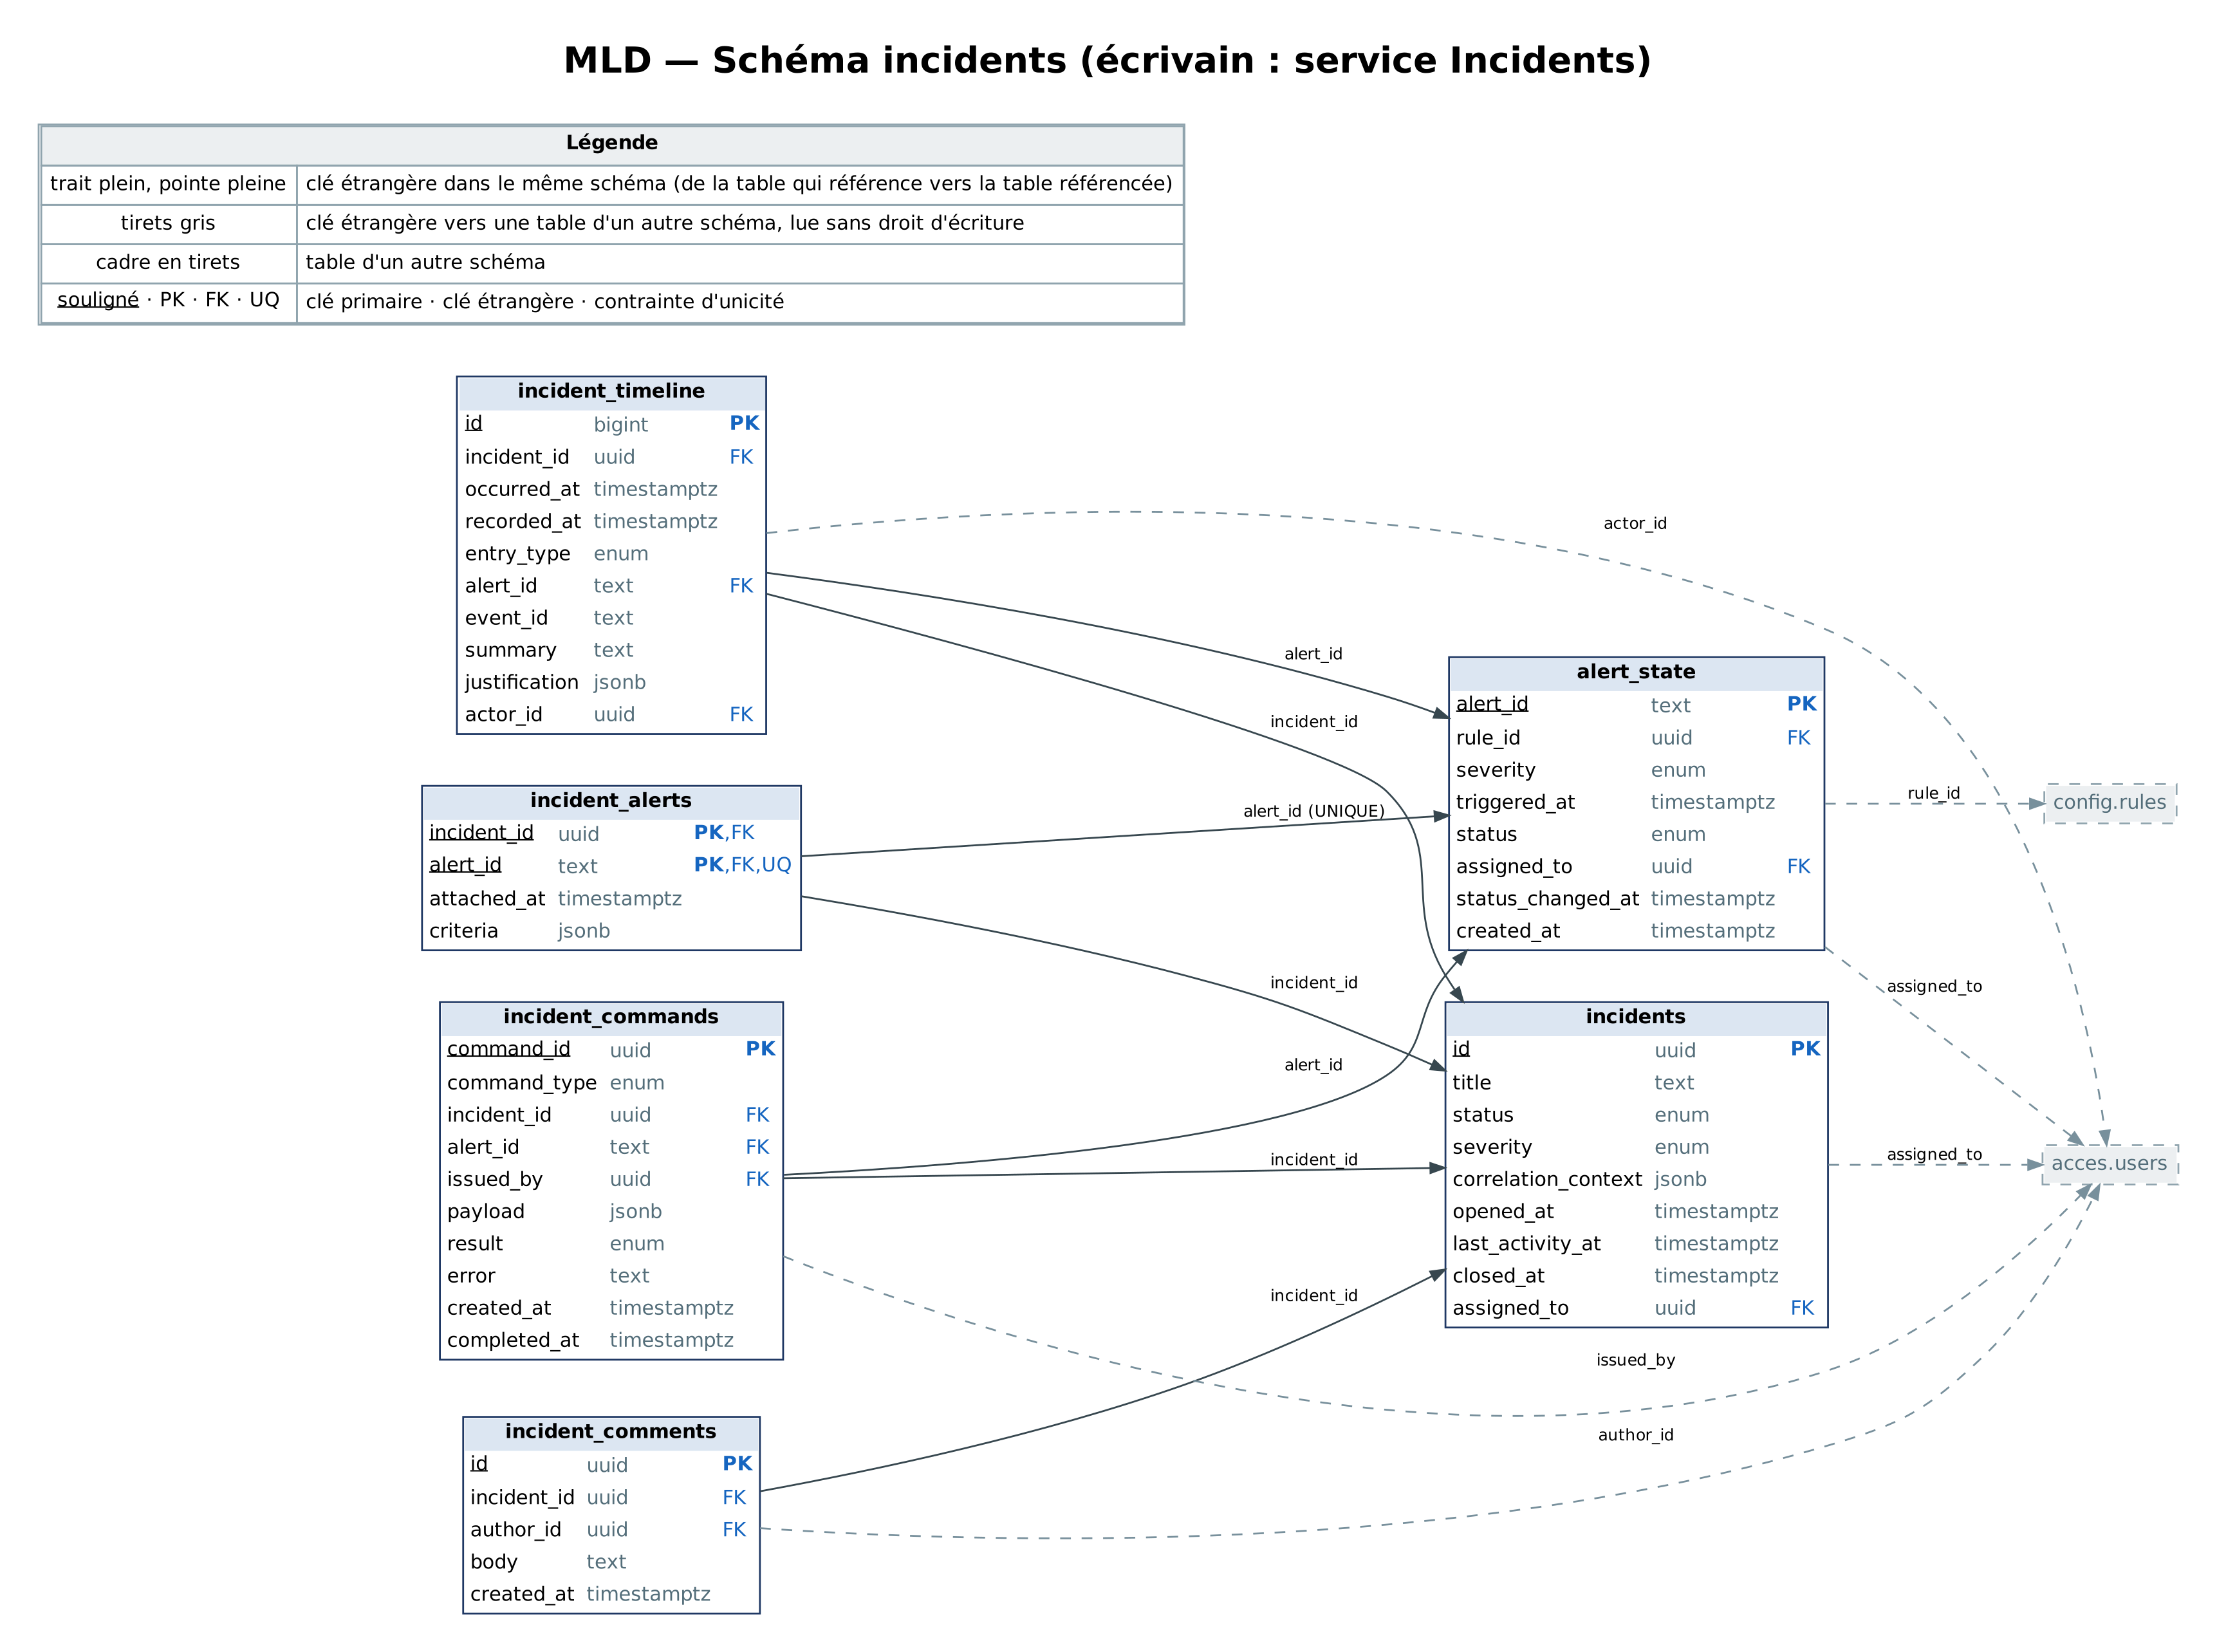 MLD — Schéma incidents (écrivain : service Incidents)
Légende
trait plein, pointe pleine clé étrangère dans le même schéma (de la table qui référence vers la table référencée)
tirets gris clé étrangère vers une table d'un autre schéma, lue sans droit d'écriture
cadre en tirets table d'un autre schéma
souligné · PK · FK · UQ clé primaire · clé étrangère · contrainte d'unicité
incident_timeline
id bigint PK
incident_id uuid FK
occurred_at timestamptz
recorded_at timestamptz
entry_type enum
alert_id text FK
event_id text
summary text
justification jsonb
actor_id uuid FK
incident_alerts
incident_id uuid PK,FK
alert_id text PK,FK,UQ
attached_at timestamptz
criteria jsonb
incident_commands
command_id uuid PK
command_type enum
incident_id uuid FK
alert_id text FK
issued_by uuid FK
payload jsonb
result enum
error text
created_at timestamptz
completed_at timestamptz
incident_comments
id uuid PK
incident_id uuid FK
author_id uuid FK
body text
created_at timestamptz
actor_id
alert_id
incident_id
alert_id (UNIQUE)
incident_id
alert_id
incident_id
incident_id
alert_state
alert_id text PK
rule_id uuid FK
severity enum
triggered_at timestamptz
status enum
assigned_to uuid FK
status_changed_at timestamptz
created_at timestamptz
incidents
id uuid PK
title text
status enum
severity enum
correlation_context jsonb
opened_at timestamptz
last_activity_at timestamptz
closed_at timestamptz
assigned_to uuid FK
issued_by
author_id
rule_id
assigned_to
assigned_to
config.rules
acces.users